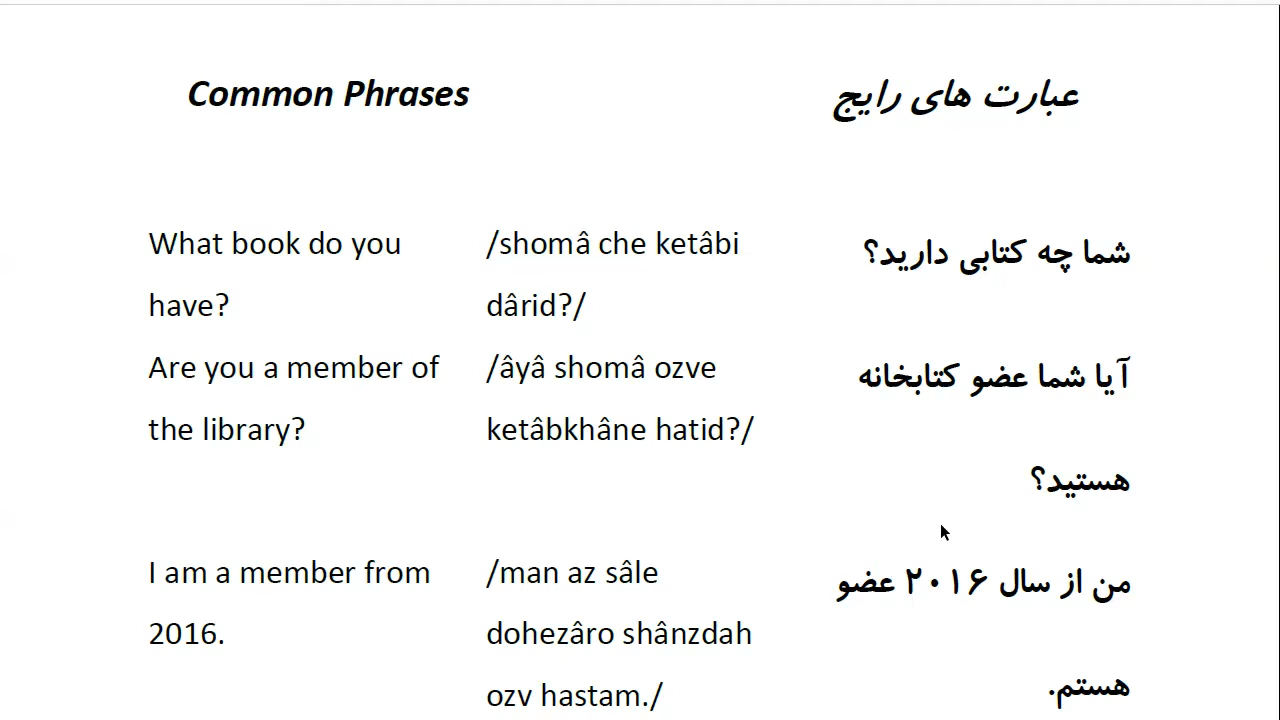 Common Phrases عبارت های رایج
What book do you /shomâ che ketâbi شما چه کتابی دارید؟
have? dârid?/
Are you a member of /âyâ shomâ ozve آیا شما عضو کتابخانه
the library? ketâbkhâne hatid?/
هستید؟
I am a member from /man az sâle من از سال ۲۰۱۶ عضو
2016. dohezâro shânzdah
ozv hastam./ هستم.